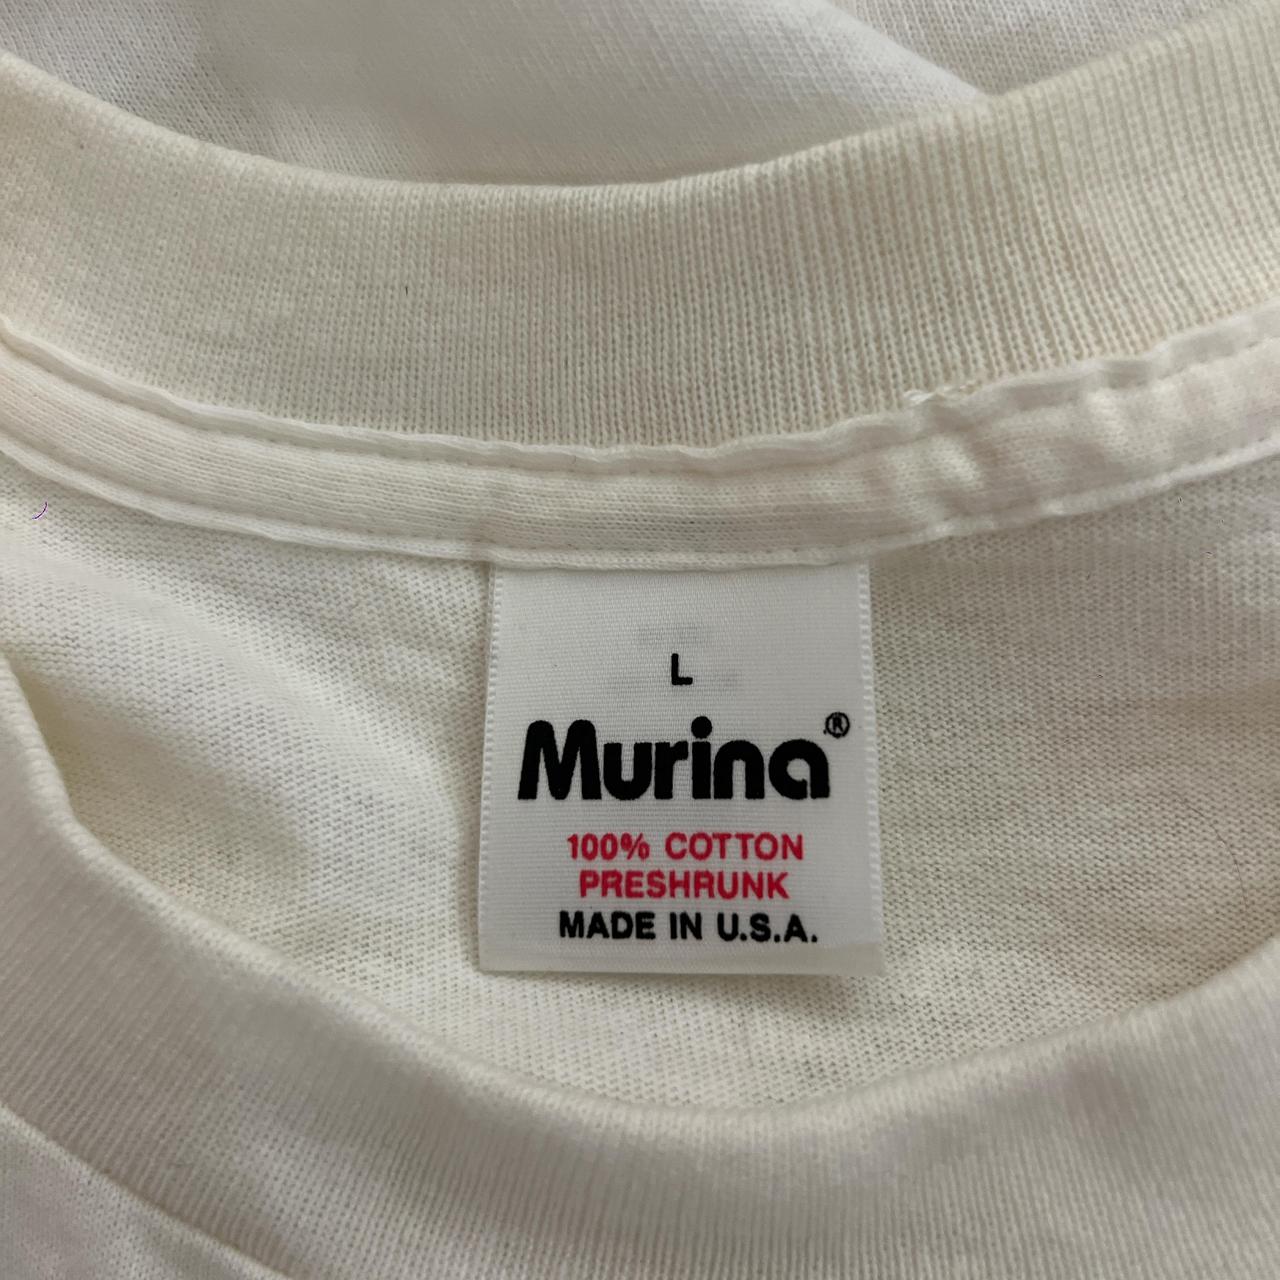 L
Murina®
100% COTTON
PRESHRUNK
MADE IN U.S.A.